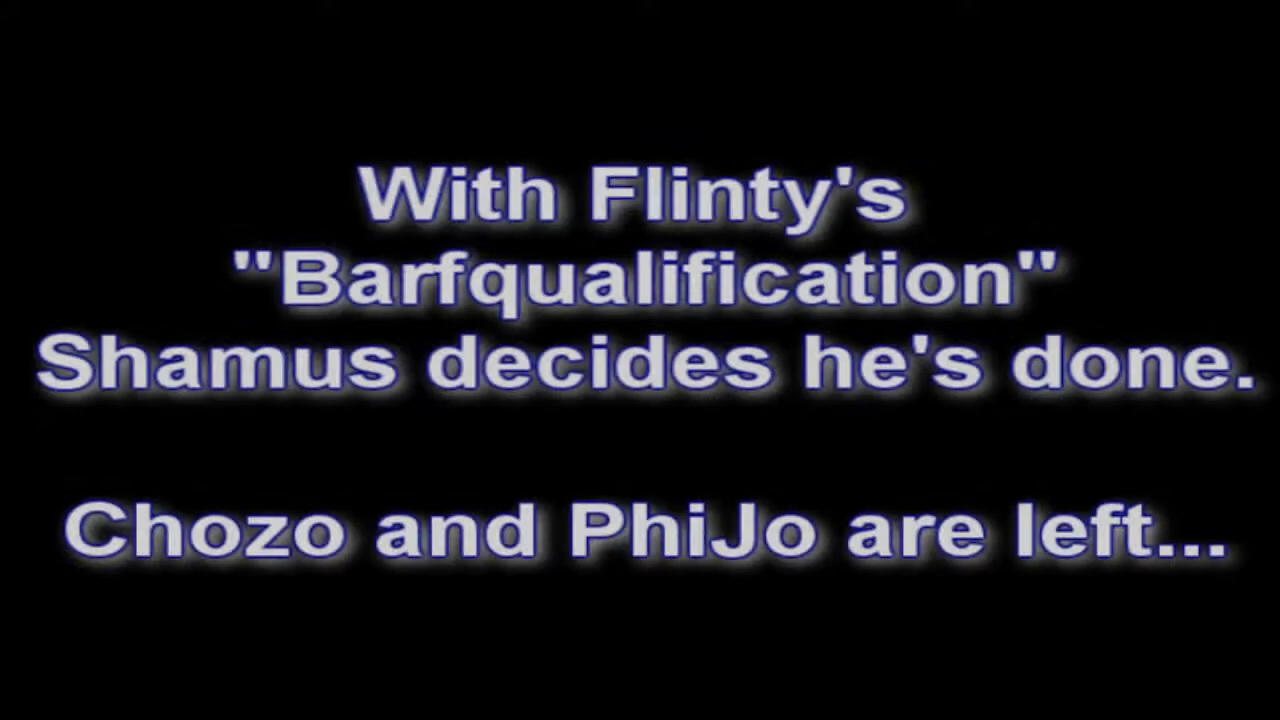 With Flinty's
"Barfqualification"
Shamus decides he's done.
Chozo and PhiJo are left...